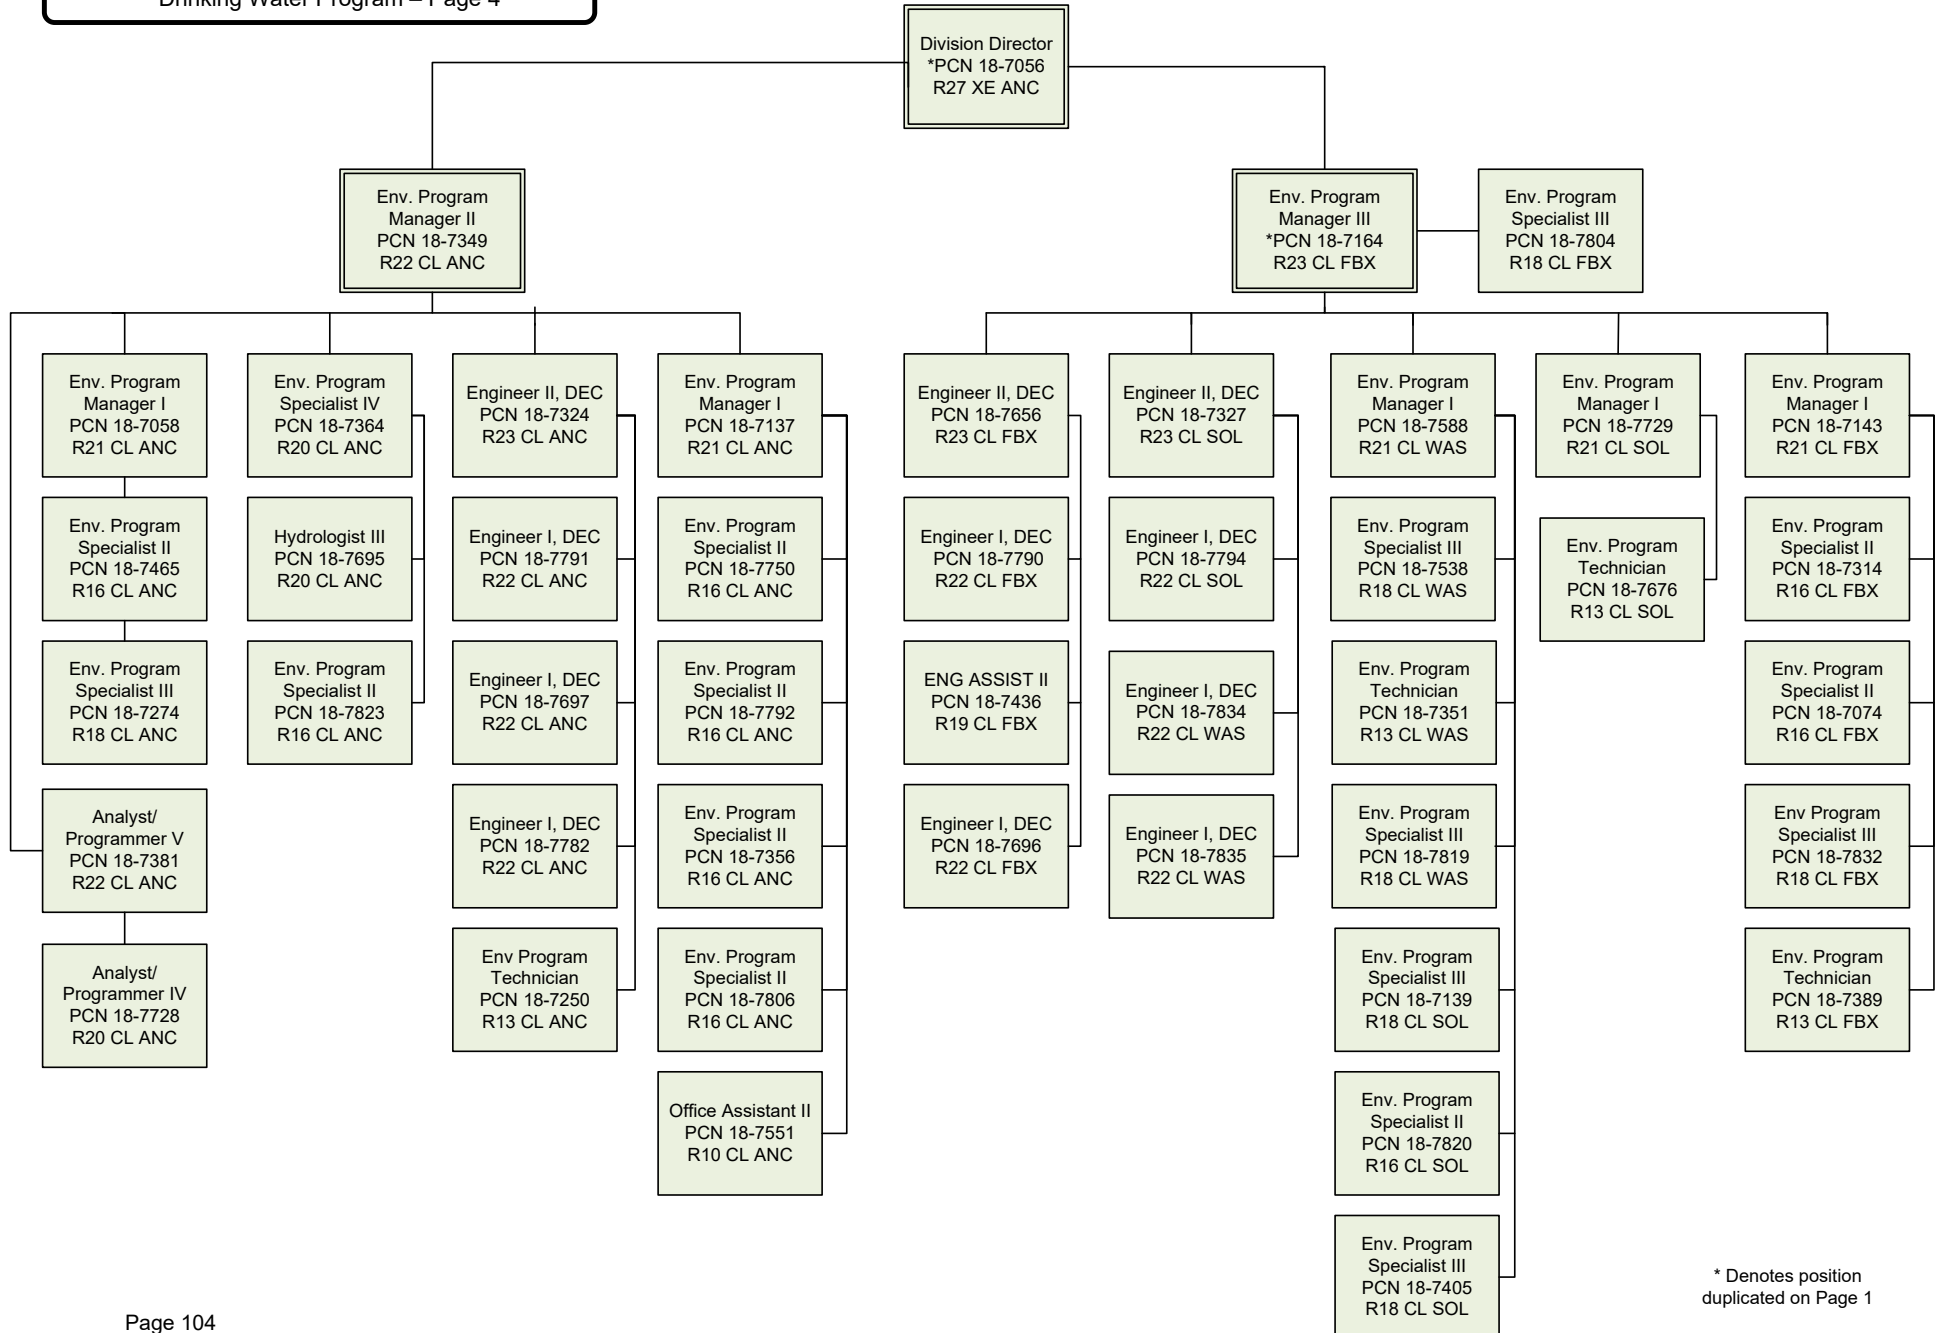 Drinking Water Program – Page 4
Division Director
*PCN 18-7056
R27 XE ANC
Env. Program
Manager II
PCN 18-7349
R22 CL ANC
Env. Program
Manager III
*PCN 18-7164
R23 CL FBX
Env. Program
Specialist III
PCN 18-7804
R18 CL FBX
Env. Program
Manager I
PCN 18-7058
R21 CL ANC
Env. Program
Specialist II
PCN 18-7465
R16 CL ANC
Env. Program
Specialist III
PCN 18-7274
R18 CL ANC
Analyst/
Programmer V
PCN 18-7381
R22 CL ANC
Analyst/
Programmer IV
PCN 18-7728
R20 CL ANC
Env. Program
Specialist IV
PCN 18-7364
R20 CL ANC
Hydrologist III
PCN 18-7695
R20 CL ANC
Env. Program
Specialist II
PCN 18-7823
R16 CL ANC
Engineer II, DEC
PCN 18-7324
R23 CL ANC
Engineer I, DEC
PCN 18-7791
R22 CL ANC
Engineer I, DEC
PCN 18-7697
R22 CL ANC
Engineer I, DEC
PCN 18-7782
R22 CL ANC
Env Program
Technician
PCN 18-7250
R13 CL ANC
Env. Program
Manager I
PCN 18-7137
R21 CL ANC
Env. Program
Specialist II
PCN 18-7750
R16 CL ANC
Env. Program
Specialist II
PCN 18-7792
R16 CL ANC
Env. Program
Specialist II
PCN 18-7356
R16 CL ANC
Env. Program
Specialist II
PCN 18-7806
R16 CL ANC
Office Assistant II
PCN 18-7551
R10 CL ANC
Engineer II, DEC
PCN 18-7656
R23 CL FBX
Engineer I, DEC
PCN 18-7790
R22 CL FBX
ENG ASSIST II
PCN 18-7436
R19 CL FBX
Engineer I, DEC
PCN 18-7696
R22 CL FBX
Engineer II, DEC
PCN 18-7327
R23 CL SOL
Engineer I, DEC
PCN 18-7794
R22 CL SOL
Engineer I, DEC
PCN 18-7834
R22 CL WAS
Engineer I, DEC
PCN 18-7835
R22 CL WAS
Env. Program
Manager I
PCN 18-7588
R21 CL WAS
Env. Program
Specialist III
PCN 18-7538
R18 CL WAS
Env. Program
Technician
PCN 18-7351
R13 CL WAS
Env. Program
Specialist III
PCN 18-7819
R18 CL WAS
Env. Program
Specialist III
PCN 18-7139
R18 CL SOL
Env. Program
Specialist II
PCN 18-7820
R16 CL SOL
Env. Program
Specialist III
PCN 18-7405
R18 CL SOL
Env. Program
Manager I
PCN 18-7729
R21 CL SOL
Env. Program
Technician
PCN 18-7676
R13 CL SOL
Env. Program
Manager I
PCN 18-7143
R21 CL FBX
Env. Program
Specialist II
PCN 18-7314
R16 CL FBX
Env. Program
Specialist II
PCN 18-7074
R16 CL FBX
Env Program
Specialist III
PCN 18-7832
R18 CL FBX
Env. Program
Technician
PCN 18-7389
R13 CL FBX
* Denotes position
duplicated on Page 1
Page 104